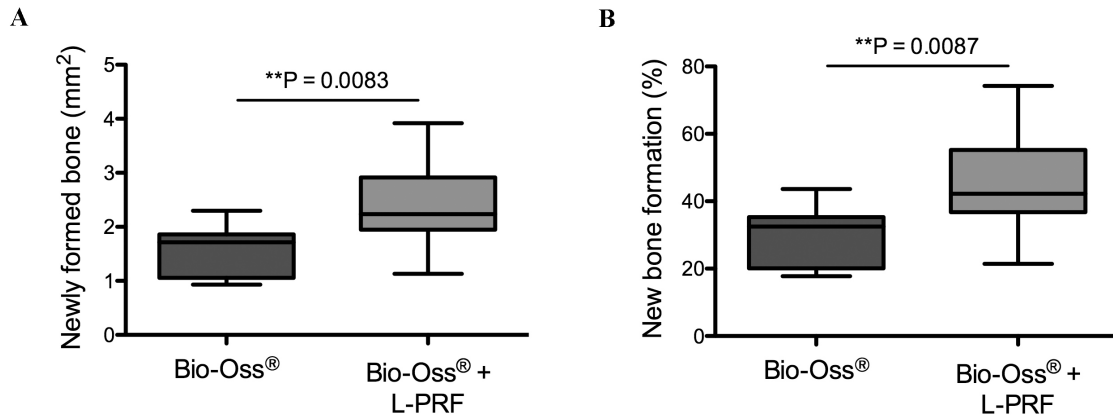 A
Newly formed bone (mm²)
5
4
3
2
1
0
**P = 0.0083
Bio-Oss®
Bio-Oss® +
L-PRF
B
New bone formation (%)
80
60
40
20
0
**P = 0.0087
Bio-Oss®
Bio-Oss® +
L-PRF